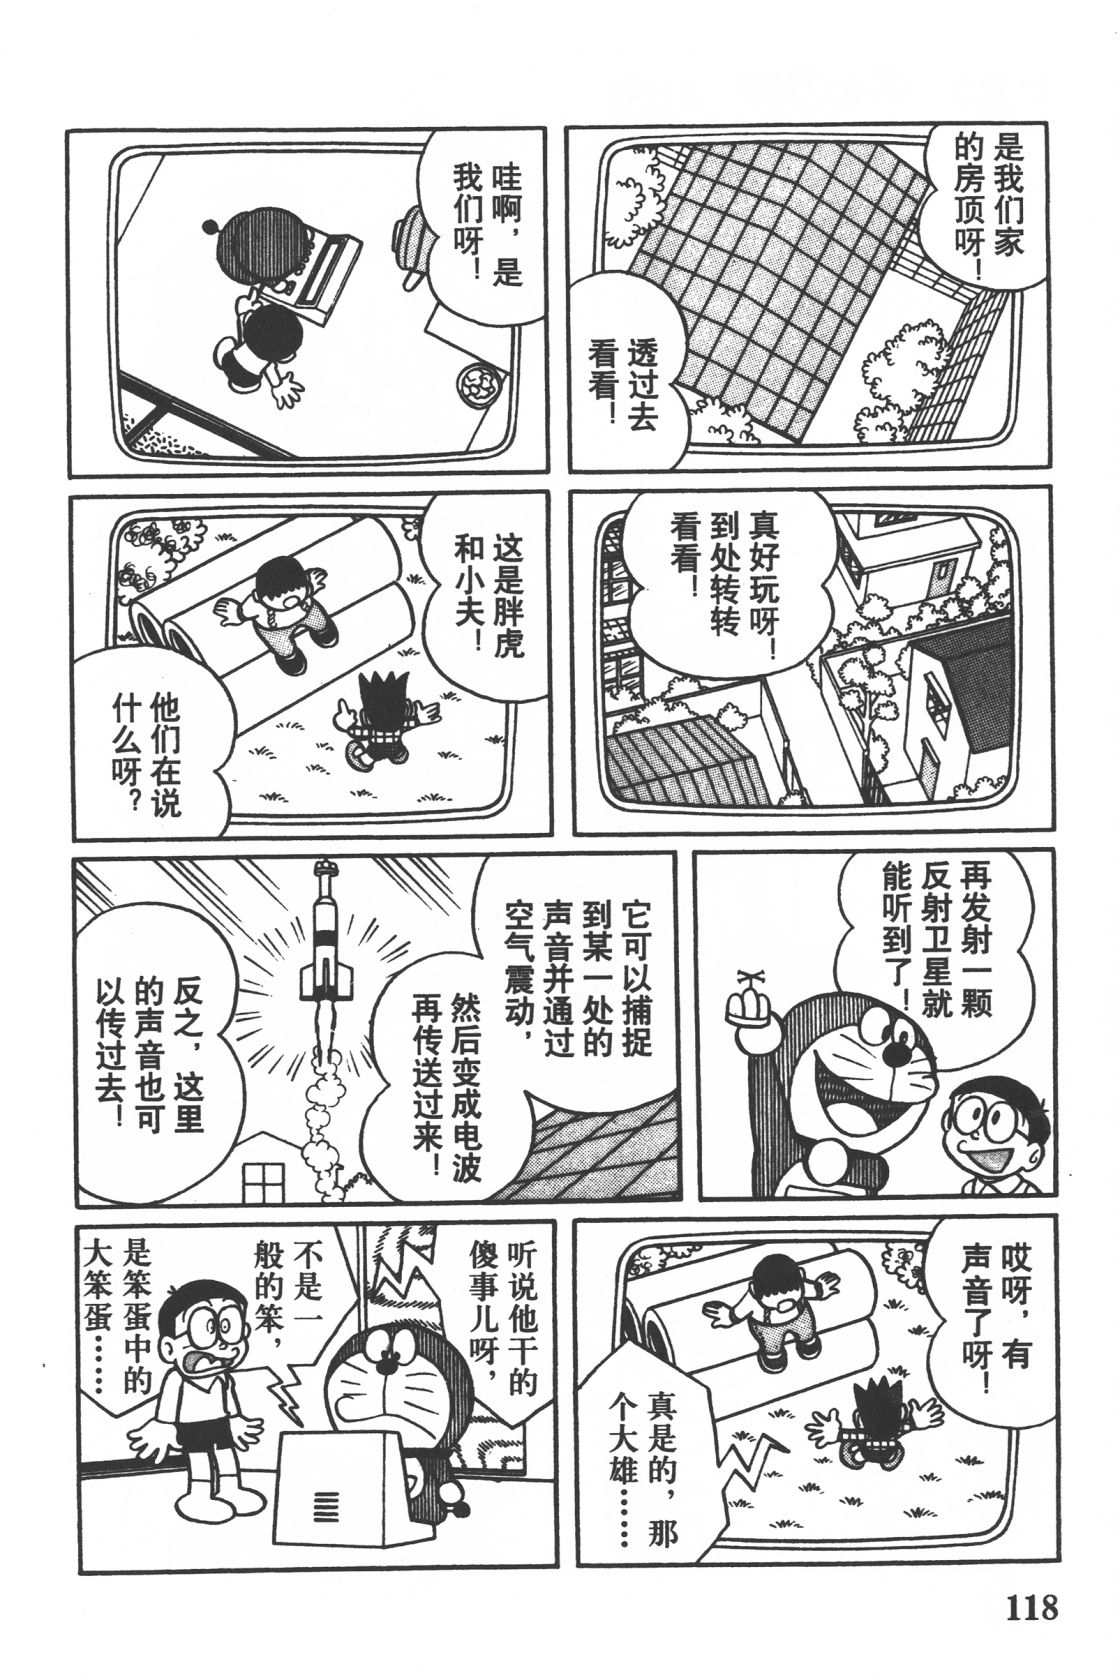 是我们家
的房顶呀！
透过去
看看！
哇啊，是
我们呀！
真好玩呀！
到处转转
看看！
这是胖虎
和小夫！
他们在说
什么呀？
再发射一颗
反射卫星就
能听到了！
它可以捕捉
到某一处的
声音并通过
空气震动，
然后变成电波
再传送过来！
反之，这里
的声音也可
以传过去！
哎呀，有
声音了呀！
真是的，那
个大雄……
听说他干的
傻事儿呀，
不是一
般的笨，
是笨蛋中的
大笨蛋……
118